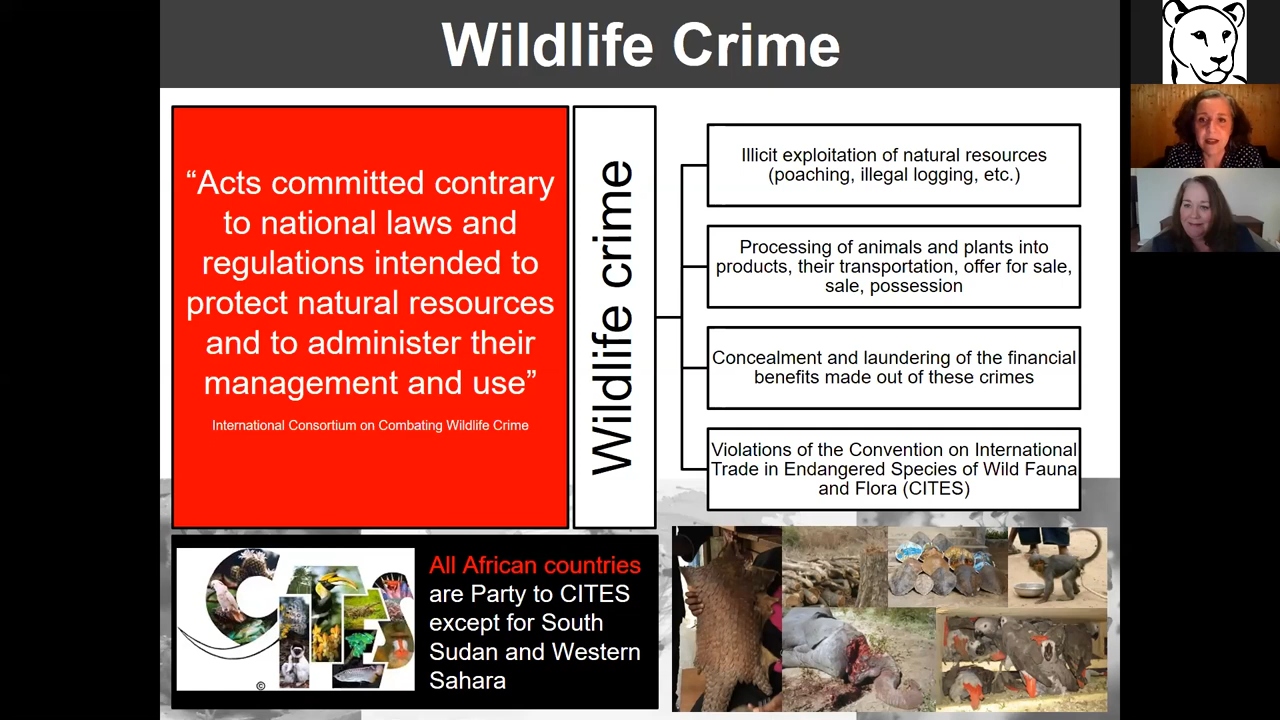 Wildlife Crime
“Acts committed contrary
to national laws and
regulations intended to
protect natural resources
and to administer their
management and use”
International Consortium on Combating Wildlife Crime
Wildlife crime
Illicit exploitation of natural resources
(poaching, illegal logging, etc.)
Processing of animals and plants into
products, their transportation, offer for sale,
sale, possession
Concealment and laundering of the financial
benefits made out of these crimes
Violations of the Convention on International
Trade in Endangered Species of Wild Fauna
and Flora (CITES)
CITES
©
All African countries
are Party to CITES
except for South
Sudan and Western
Sahara